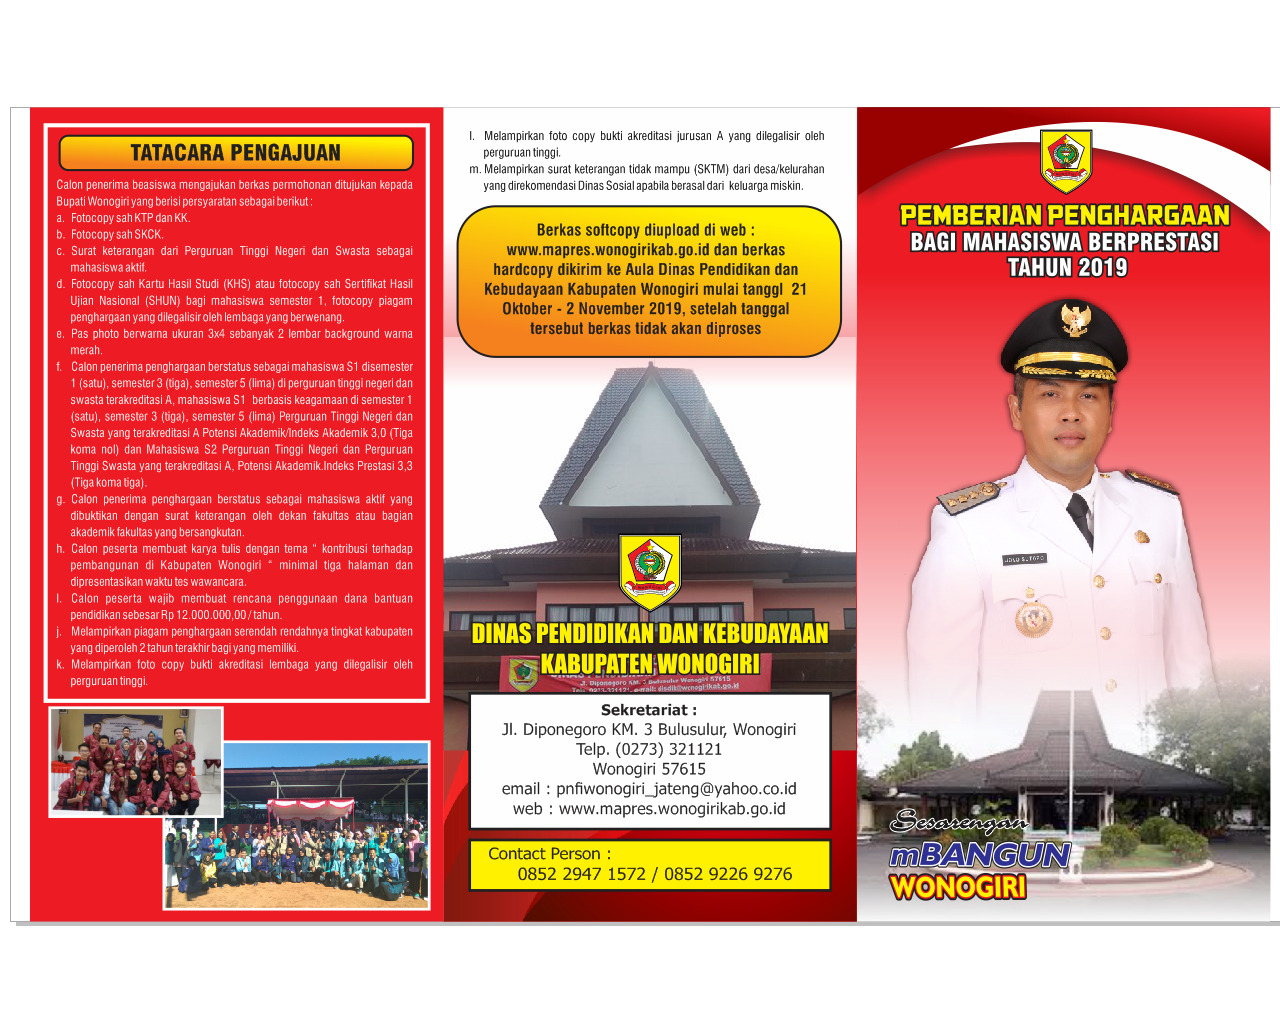 TATACARA PENGAJUAN
Calon penerima beasiswa mengajukan berkas permohonan ditujukan kepada
Bupati Wonogiri yang berisi persyaratan sebagai berikut :
a. Fotocopy sah KTP dan KK.
b. Fotocopy sah SKCK.
c. Surat keterangan dari Perguruan Tinggi Negeri dan Swasta sebagai
mahasiswa aktif.
d. Fotocopy sah Kartu Hasil Studi (KHS) atau fotocopy sah Sertifikat Hasil
Ujian Nasional (SHUN) bagi mahasiswa semester 1, fotocopy piagam
penghargaan yang dilegalisir oleh lembaga yang berwenang.
e. Pas photo berwarna ukuran 3x4 sebanyak 2 lembar background warna
merah.
f. Calon penerima penghargaan berstatus sebagai mahasiswa S1 disemester
1 (satu), semester 3 (tiga), semester 5 (lima) di perguruan tinggi negeri dan
swasta terakreditasi A, mahasiswa S1 berbasis keagamaan di semester 1
(satu), semester 3 (tiga), semester 5 (lima) Perguruan Tinggi Negeri dan
Swasta yang terakreditasi A Potensi Akademik/Indeks Akademik 3,0 (Tiga
koma nol) dan Mahasiswa S2 Perguruan Tinggi Negeri dan Perguruan
Tinggi Swasta yang terakreditasi A, Potensi Akademik.Indeks Prestasi 3,3
(Tiga koma tiga).
g. Calon penerima penghargaan berstatus sebagai mahasiswa aktif yang
dibuktikan dengan surat keterangan oleh dekan fakultas atau bagian
akademik fakultas yang bersangkutan.
h. Calon peserta membuat karya tulis dengan tema “ kontribusi terhadap
pembangunan di Kabupaten Wonogiri “ minimal tiga halaman dan
dipresentasikan waktu tes wawancara.
I. Calon peserta wajib membuat rencana penggunaan dana bantuan
pendidikan sebesar Rp 12.000.000,00 / tahun.
j. Melampirkan piagam penghargaan serendah rendahnya tingkat kabupaten
yang diperoleh 2 tahun terakhir bagi yang memiliki.
k. Melampirkan foto copy bukti akreditasi lembaga yang dilegalisir oleh
perguruan tinggi.
l. Melampirkan foto copy bukti akreditasi jurusan A yang dilegalisir oleh
perguruan tinggi.
m. Melampirkan surat keterangan tidak mampu (SKTM) dari desa/kelurahan
yang direkomendasi Dinas Sosial apabila berasal dari keluarga miskin.
Berkas softcopy diupload di web :
www.mapres.wonogirikab.go.id dan berkas
hardcopy dikirim ke Aula Dinas Pendidikan dan
Kebudayaan Kabupaten Wonogiri mulai tanggl 21
Oktober - 2 November 2019, setelah tanggal
tersebut berkas tidak akan diproses
DINAS PENDIDIKAN DAN KEBUDAYAAN
KABUPATEN WONOGIRI
Jl. Diponegoro KM. 3 Bulusulur Wonogiri 57615
Telp. 0273-321121, e-mail: disdik@wonogirikab.go.id
Sekretariat :
Jl. Diponegoro KM. 3 Bulusulur, Wonogiri
Telp. (0273) 321121
Wonogiri 57615
email : pnfiwonogiri_jateng@yahoo.co.id
web : www.mapres.wonogirikab.go.id
Contact Person :
0852 2947 1572 / 0852 9226 9276
PEMBERIAN PENGHARGAAN
BAGI MAHASISWA BERPRESTASI
TAHUN 2019
JOKO SUTOPO
Sesarengan
mBANGUN
WONOGIRI